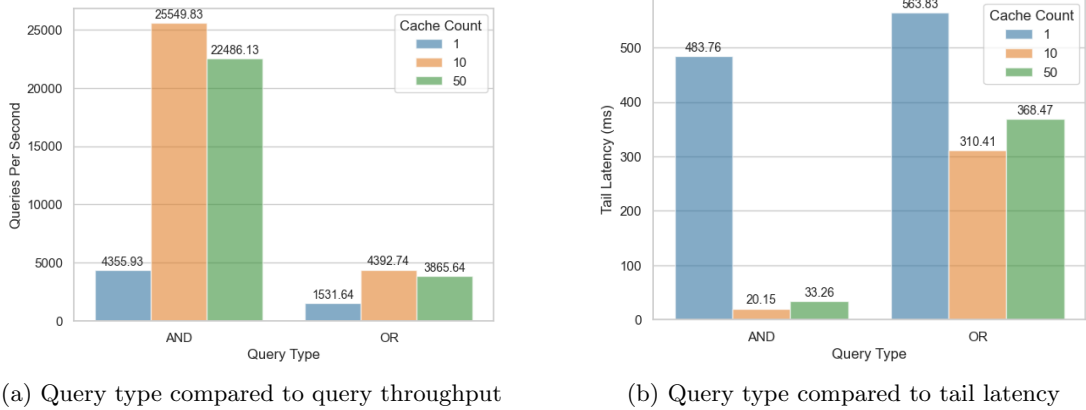 25549.83
22486.13
4355.93
4392.74
3865.64
1531.64
25000
20000
15000
10000
5000
0
Queries Per Second
AND
OR
Query Type
Cache Count
1
10
50
(a) Query type compared to query throughput
563.83
483.76
368.47
310.41
20.15
33.26
500
400
300
200
100
0
Tail Latency (ms)
AND
OR
Query Type
Cache Count
1
10
50
(b) Query type compared to tail latency